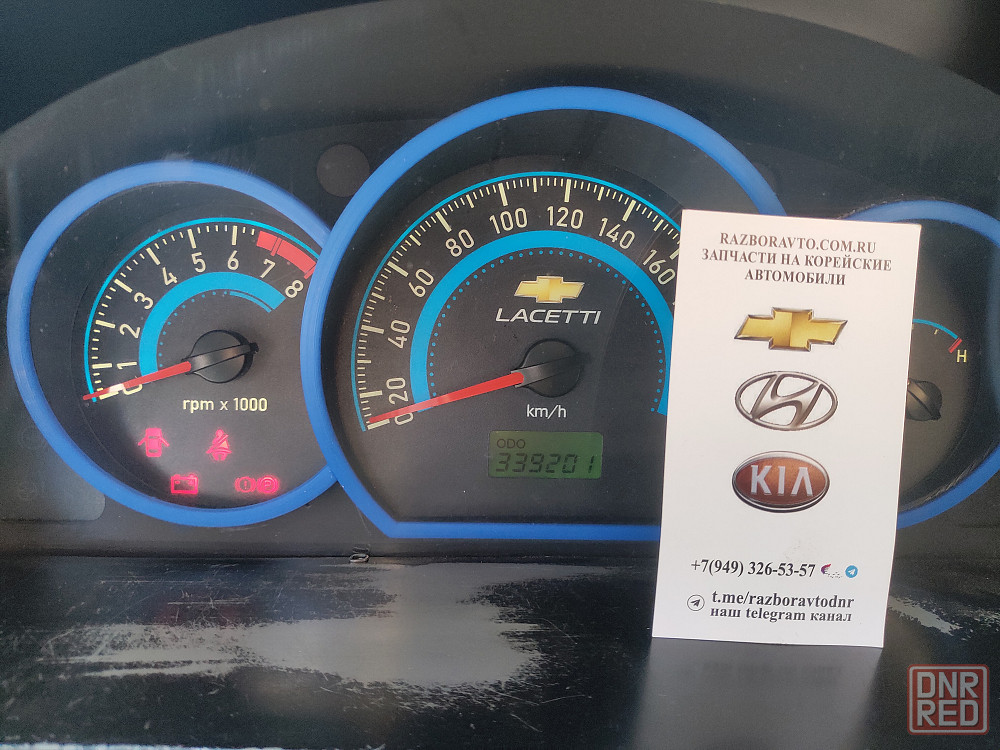 1
2
3
4
5
6
7
8
rpm x 1000
0
20
40
60
80
100
120
140
160
LACETTI
km/h
ODO
339201
H
RAZBORAVTO.COM.RU
ЗАПЧАСТИ НА КОРЕЙСКИЕ
АВТОМОБИЛИ
KIA
+7(949) 326-53-57
t.me/razboravtodnr
наш telegram канал
DNR
RED